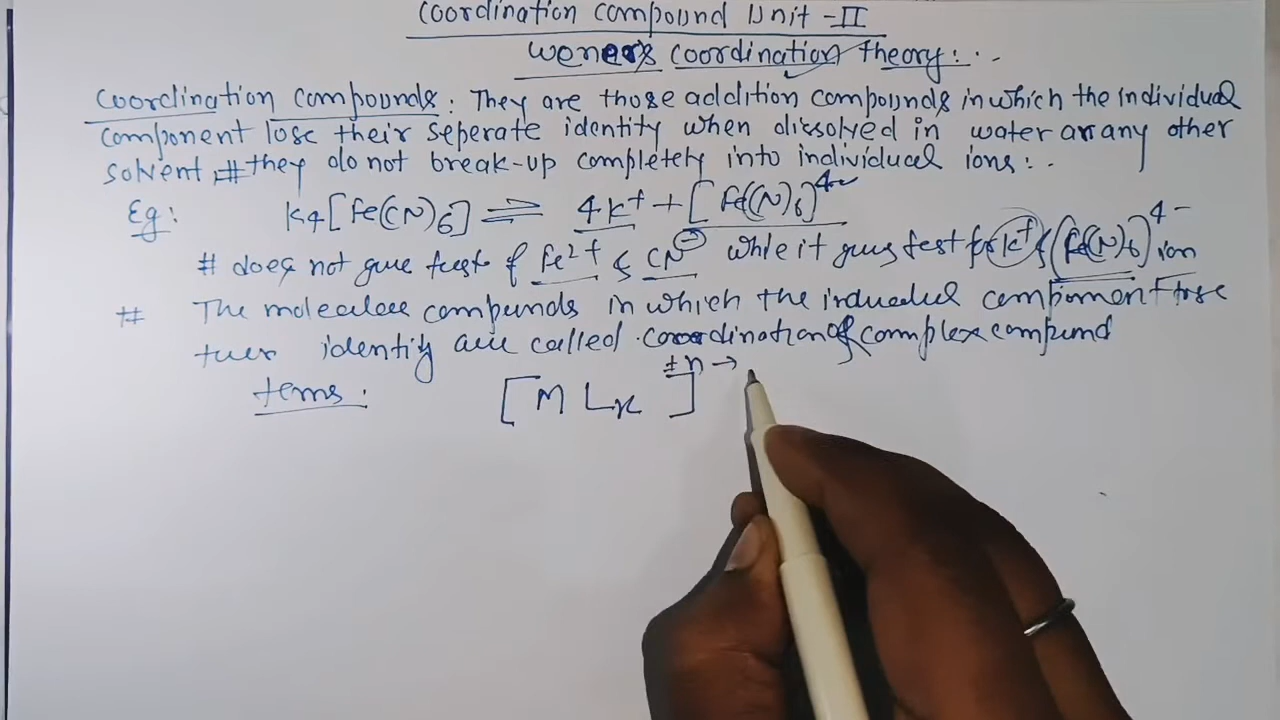 Coordination Compound Unit -II
Wener's Coordination theory:..
Coordination compounds: They are those addition compounds in which the individual
component lose their seperate identity when dissolved in water or any other
solvent, # they do not break-up completely into individual ions:.
Eg: K4[Fe(CN)6] ⇌ 4K+ + [Fe(CN)6]4-
# does not give test of Fe2+ & CN- while it gives test for K+ & (Fe(CN)6)4- ion
# The molecular compounds in which the individual component lose
their identity are called coordination of complex compound
tems: [M Lx]±n →